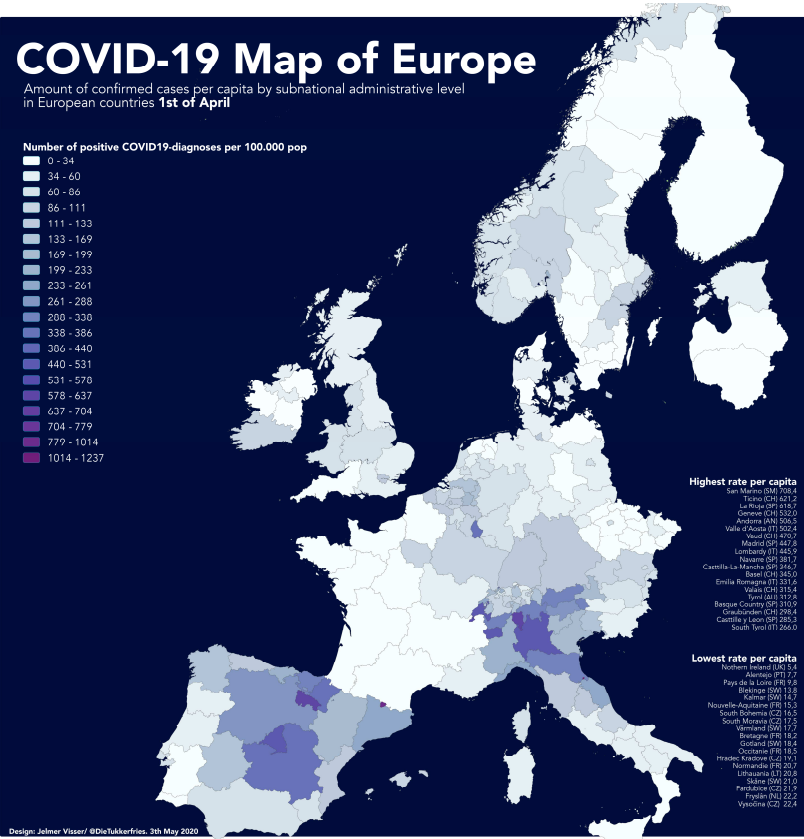 COVID-19 Map of Europe
Amount of confirmed cases per capita by subnational administrative level
in European countries 1st of April
Number of positive COVID19-diagnoses per 100.000 pop
0 - 34
34 - 60
60 - 86
86 - 111
111 - 133
133 - 169
169 - 199
199 - 233
233 - 261
261 - 288
288 - 338
338 - 386
386 - 440
440 - 531
531 - 578
578 - 637
637 - 704
704 - 779
779 - 1014
1014 - 1237
Highest rate per capita
San Marino (SM) 708,4
Ticino (CH) 621,2
La Rioja (SP) 618,7
Geneve (CH) 532,0
Andorra (AN) 506,5
Valle d'Aosta (IT) 502,4
Vaud (CH) 470,7
Madrid (SP) 447,8
Lombardy (IT) 445,9
Navarre (SP) 381,7
Casttilla-La-Mancha (SP) 346,7
Basel (CH) 345,0
Emilia Romagna (IT) 331,6
Valais (CH) 315,4
Tyrol (AU) 312,8
Basque Country (SP) 310,9
Graubünden (CH) 298,4
Casttille y Leon (SP) 285,3
South Tyrol (IT) 266.0
Lowest rate per capita
Nothern Ireland (UK) 5,4
Alentejo (PT) 7,7
Pays de la Loire (FR) 9,8
Blekinge (SW) 13.8
Kalmar (SW) 14,7
Nouvelle-Aquitaine (FR) 15,3
South Bohemia (CZ) 16,5
South Moravia (CZ) 17,5
Värmland (SW) 17,7
Bretagne (FR) 18,2
Gotland (SW) 18,4
Occitanie (FR) 18,5
Hradec Kradove (CZ) 19,1
Normandie (FR) 20,7
Lithauania (LT) 20,8
Skåne (SW) 21,0
Pardubice (CZ) 21,9
Fryslân (NL) 22,2
Vysočina (CZ) 22,4
Design: Jelmer Visser/ @DieTukkerfries. 3th May 2020